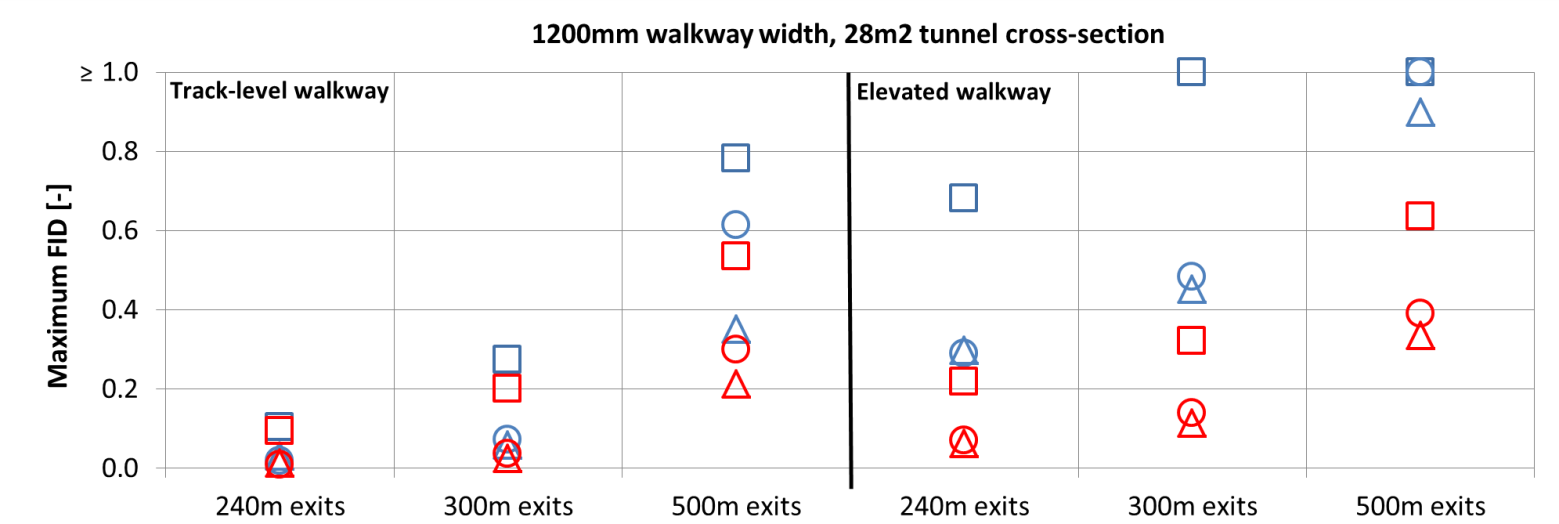 1200mm walkway width, 28m2 tunnel cross-section
Maximum FID [-]
≥ 1.0
0.8
0.6
0.4
0.2
0.0
Track-level walkway
Elevated walkway
240m exits
300m exits
500m exits
240m exits
300m exits
500m exits